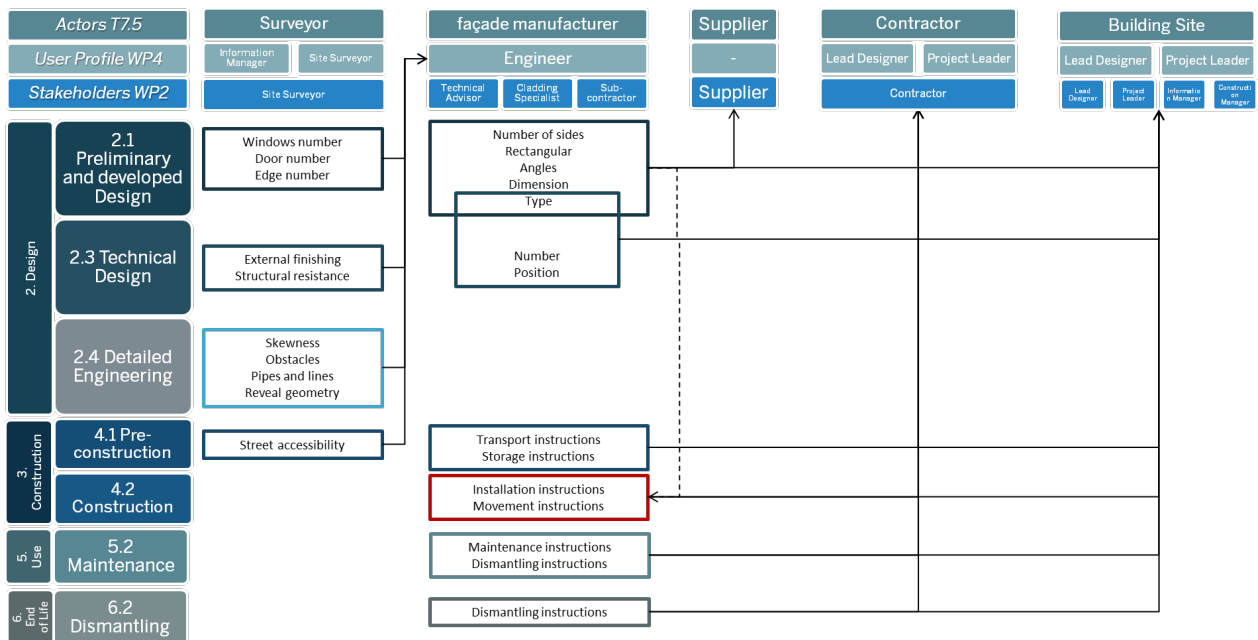 Actors T7.5
Surveyor
façade manufacturer
Supplier
Contractor
Building Site
User Profile WP4
Information
Manager
Site Surveyor
Engineer
-
Lead Designer
Project Leader
Lead Designer
Project Leader
Stakeholders WP2
Site Surveyor
Technical
Advisor
Cladding
Specialist
Sub-
contractor
Supplier
Contractor
Lead
Designer
Project
Leader
Informatio
n Manager
Constructi
on Manager
2. Design
2.1
Preliminary
and developed
Design
Windows number
Door number
Edge number
Number of sides
Rectangular
Angles
Dimension
Type
2.3 Technical
Design
External finishing
Structural resistance
Number
Position
2.4 Detailed
Engineering
Skewness
Obstacles
Pipes and lines
Reveal geometry
3.
Construction
4.1 Pre-
construction
Street accessibility
Transport instructions
Storage instructions
4.2
Construction
Installation instructions
Movement instructions
5.
Use
5.2
Maintenance
Maintenance instructions
Dismantling instructions
6.
End
of Life
6.2
Dismantling
Dismantling instructions